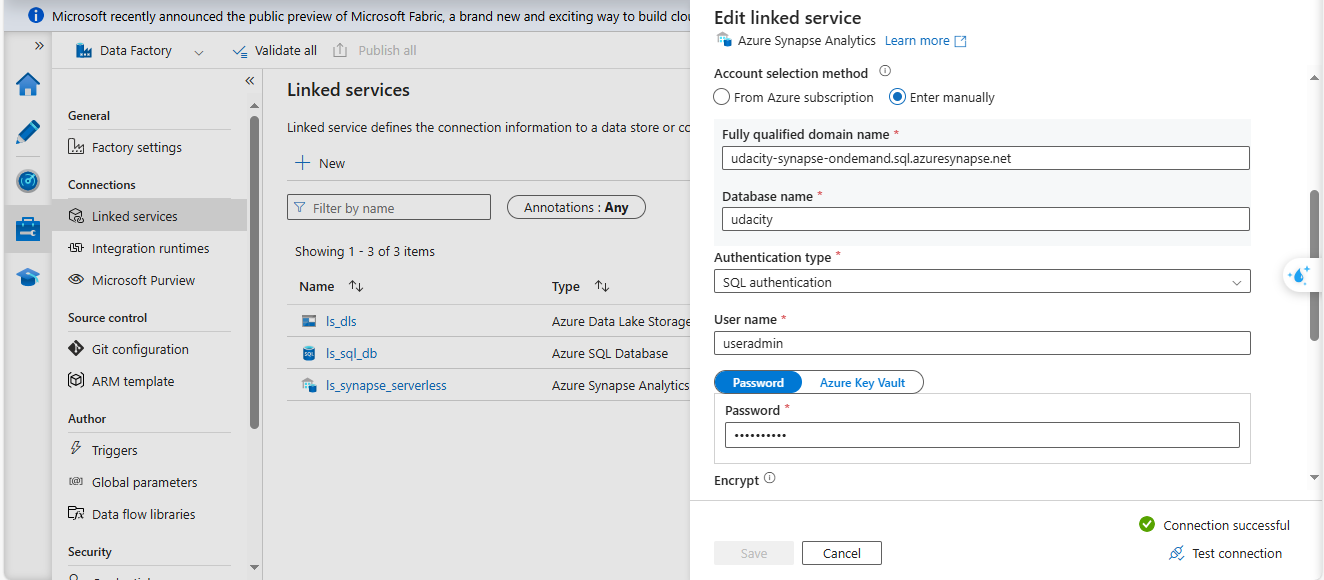 Microsoft recently announced the public preview of Microsoft Fabric, a brand new and exciting way to build clou
Data Factory
Validate all
Publish all
General
Factory settings
Connections
Linked services
Integration runtimes
Microsoft Purview
Source control
Git configuration
ARM template
Author
Triggers
Global parameters
Data flow libraries
Security
Linked services
Linked service defines the connection information to a data store or co
New
Filter by name
Annotations : Any
Showing 1 - 3 of 3 items
Name
Type
ls_dls
Azure Data Lake Storage
ls_sql_db
Azure SQL Database
ls_synapse_serverless
Azure Synapse Analytics
Edit linked service
Azure Synapse Analytics Learn more
Account selection method
From Azure subscription
Enter manually
Fully qualified domain name *
udacity-synapse-ondemand.sql.azuresynapse.net
Database name *
udacity
Authentication type *
SQL authentication
User name *
useradmin
Password
Azure Key Vault
Password *
••••••••••
Encrypt
Connection successful
Save
Cancel
Test connection